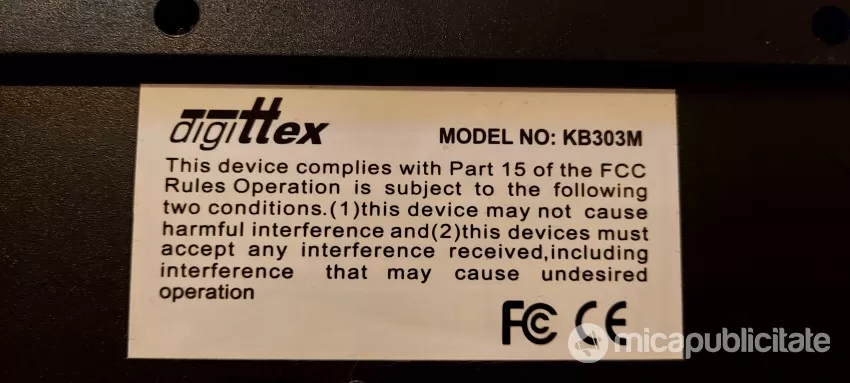 digittex
MODEL NO: KB303M
This device complies with Part 15 of the FCC
Rules Operation is subject to the following
two conditions.(1)this device may not cause
harmful interference and(2)this devices must
accept any interference received,including
interference that may cause undesired
operation
FC CE
micapublicitate